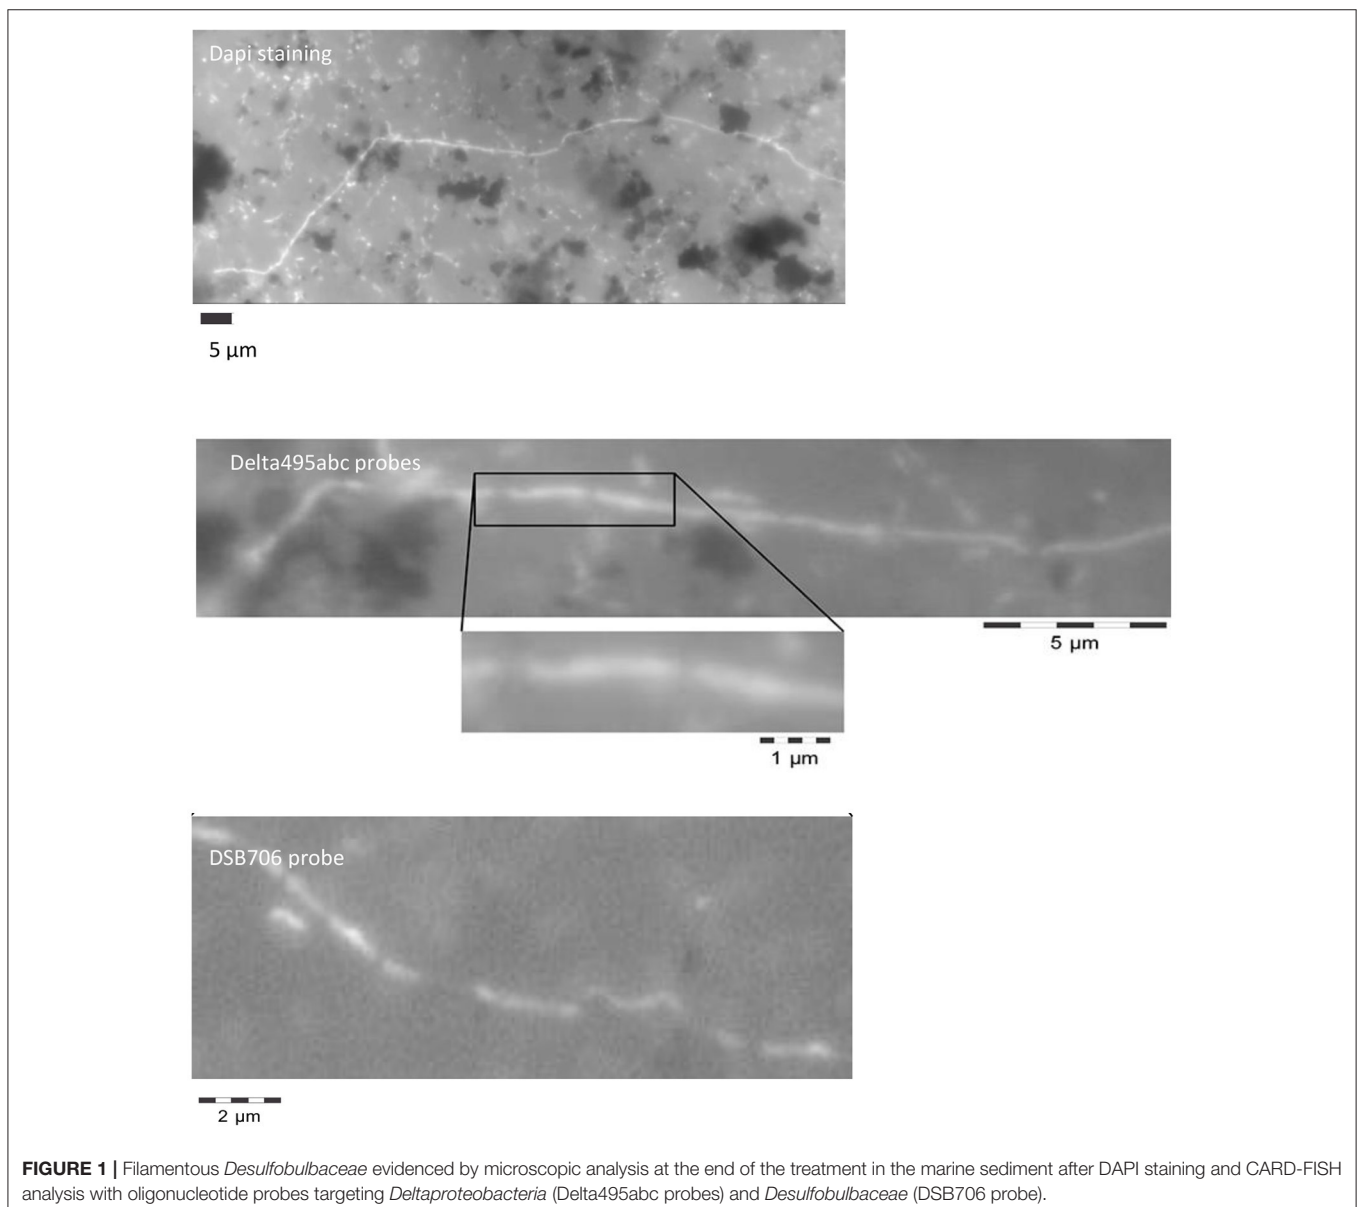 Dapi staining
5 μm
Delta495abc probes
5 μm
1 μm
DSB706 probe
2 μm
FIGURE 1 | Filamentous Desulfobulbaceae evidenced by microscopic analysis at the end of the treatment in the marine sediment after DAPI staining and CARD-FISH
analysis with oligonucleotide probes targeting Deltaproteobacteria (Delta495abc probes) and Desulfobulbaceae (DSB706 probe).